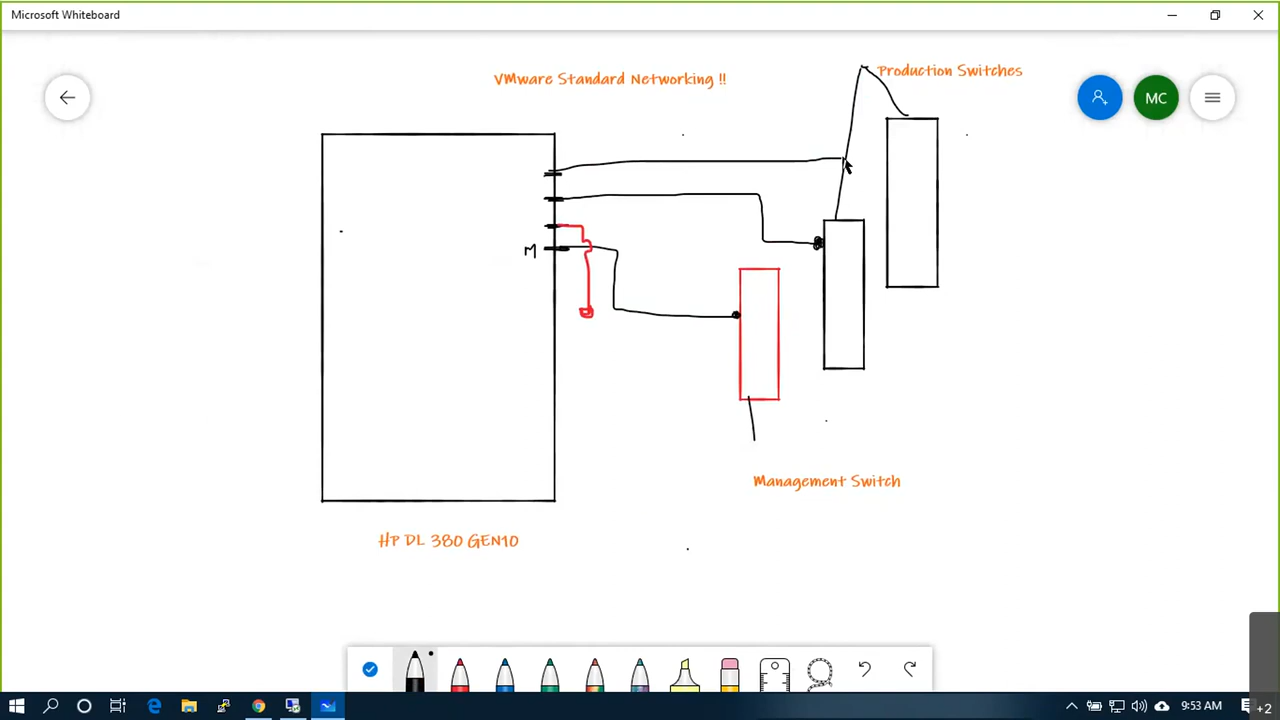 Microsoft Whiteboard
VMware Standard Networking !!
Production Switches
MC
M
Management Switch
HP DL 380 GEN10
9:53 AM
+2